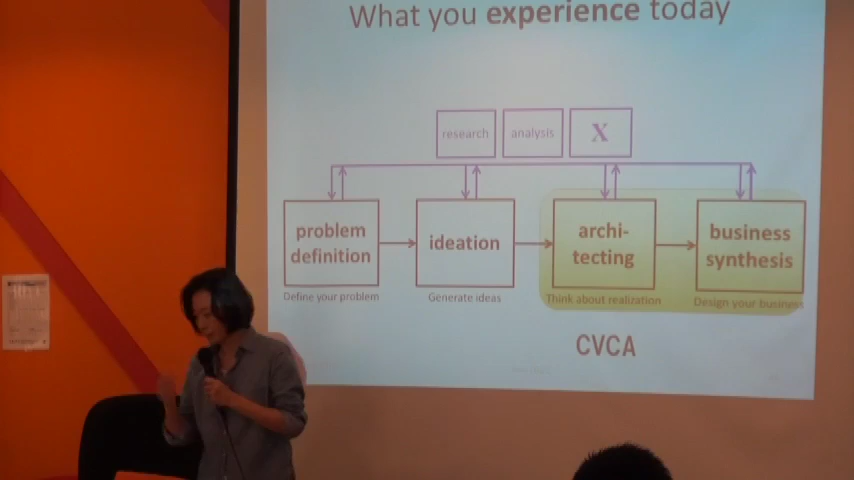 What you experience today
research
analysis
X
problem
definition
ideation
archi-
tecting
business
synthesis
Define your problem
Generate ideas
Think about realization
Design your business
CVCA